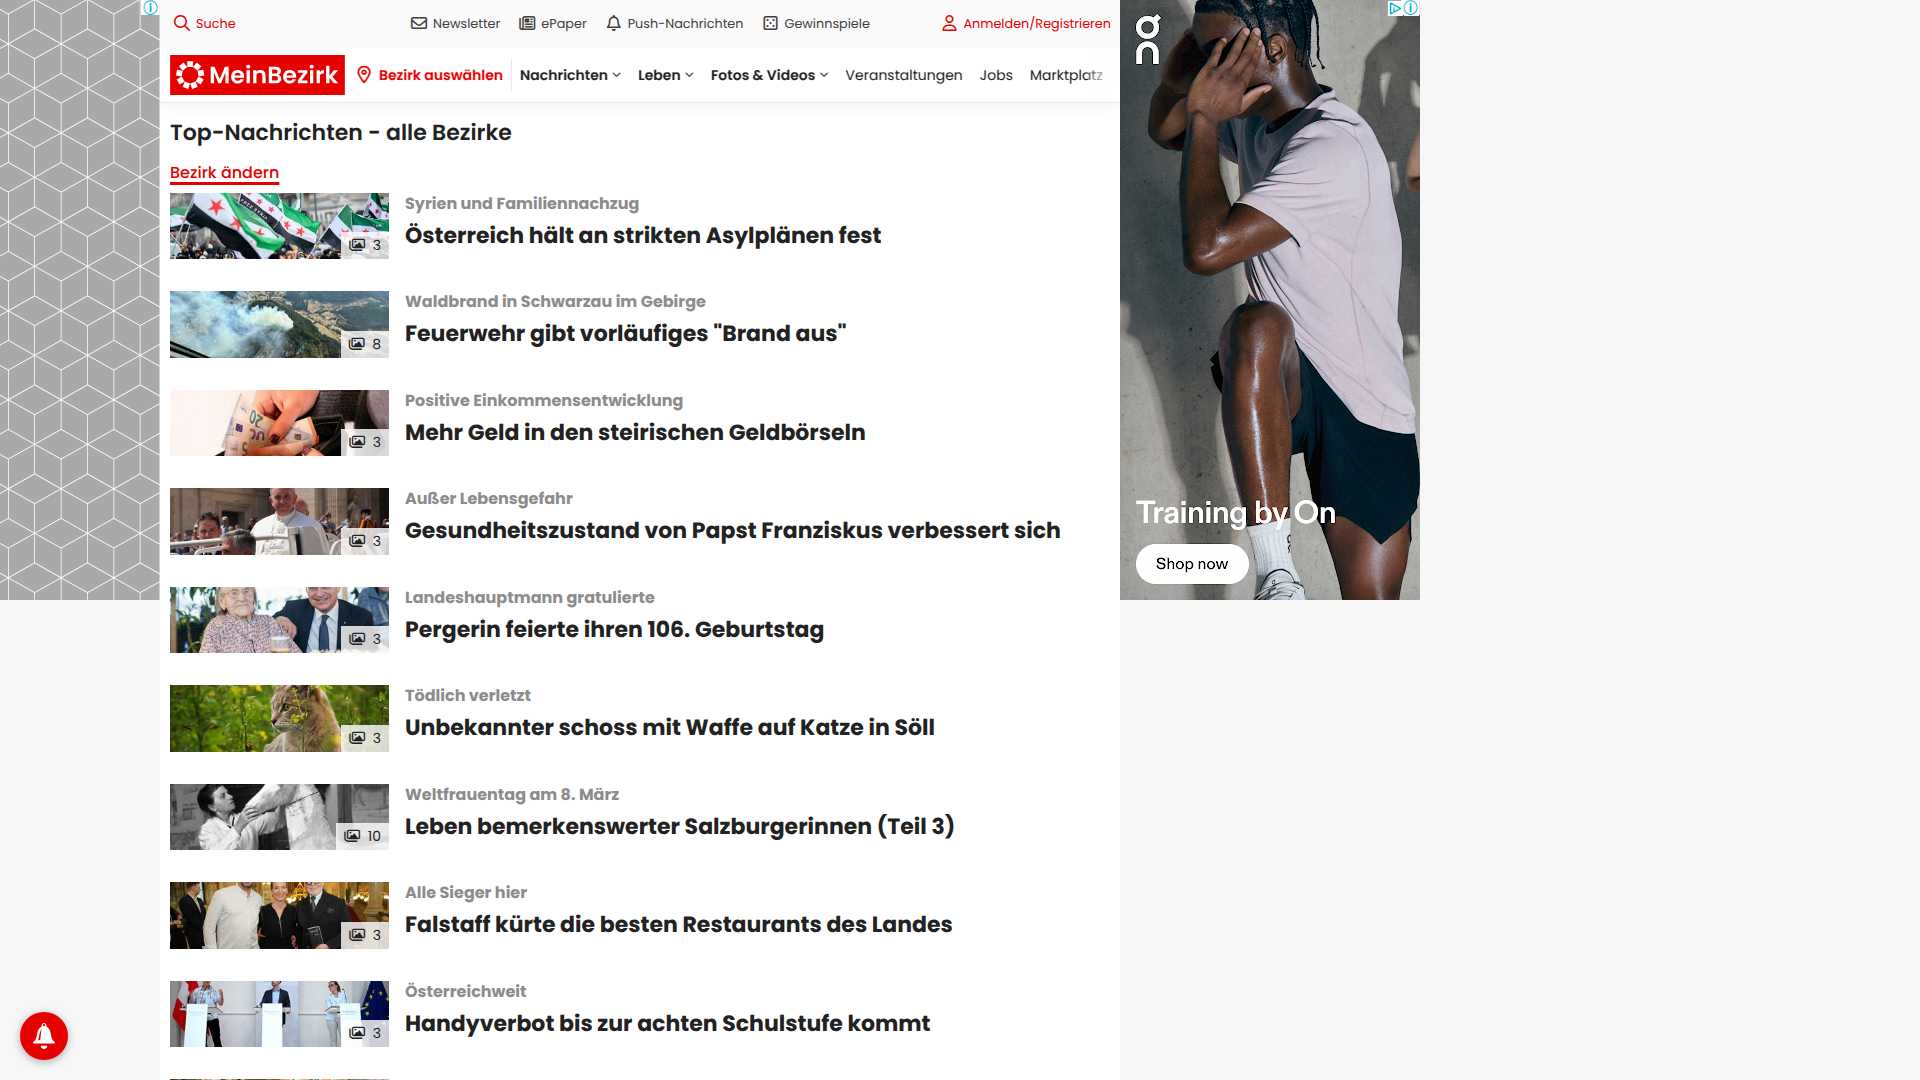 Suche
Newsletter
ePaper
Push-Nachrichten
Gewinnspiele
Anmelden/Registrieren
MeinBezirk
Bezirk auswählen
Nachrichten
Leben
Fotos & Videos
Veranstaltungen
Jobs
Marktplatz
Top-Nachrichten - alle Bezirke
Bezirk ändern
3
Syrien und Familiennachzug
Österreich hält an strikten Asylplänen fest
8
Waldbrand in Schwarzau im Gebirge
Feuerwehr gibt vorläufiges "Brand aus"
3
Positive Einkommensentwicklung
Mehr Geld in den steirischen Geldbörseln
3
Außer Lebensgefahr
Gesundheitszustand von Papst Franziskus verbessert sich
3
Landeshauptmann gratulierte
Pergerin feierte ihren 106. Geburtstag
3
Tödlich verletzt
Unbekannter schoss mit Waffe auf Katze in Söll
10
Weltfrauentag am 8. März
Leben bemerkenswerter Salzburgerinnen (Teil 3)
3
Alle Sieger hier
Falstaff kürte die besten Restaurants des Landes
3
Österreichweit
Handyverbot bis zur achten Schulstufe kommt
On
Training by On
Shop now